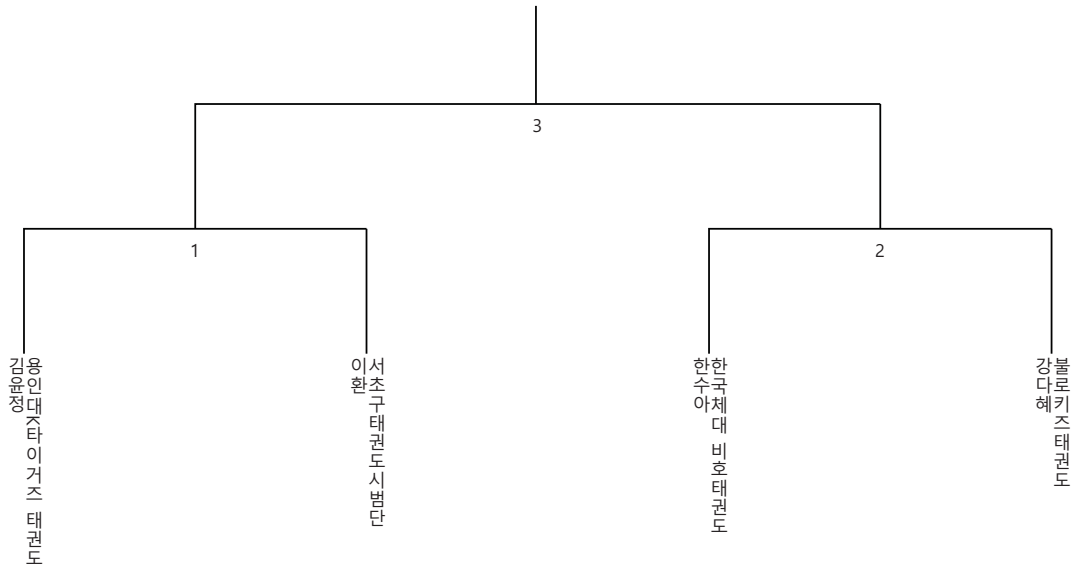 3
1
2
김윤정
용인대ㅈ타이거즈 태권도
이환
서초구태권도시범단
한수아
한국체대 비호태권도
강다혜
불로키즈태권도